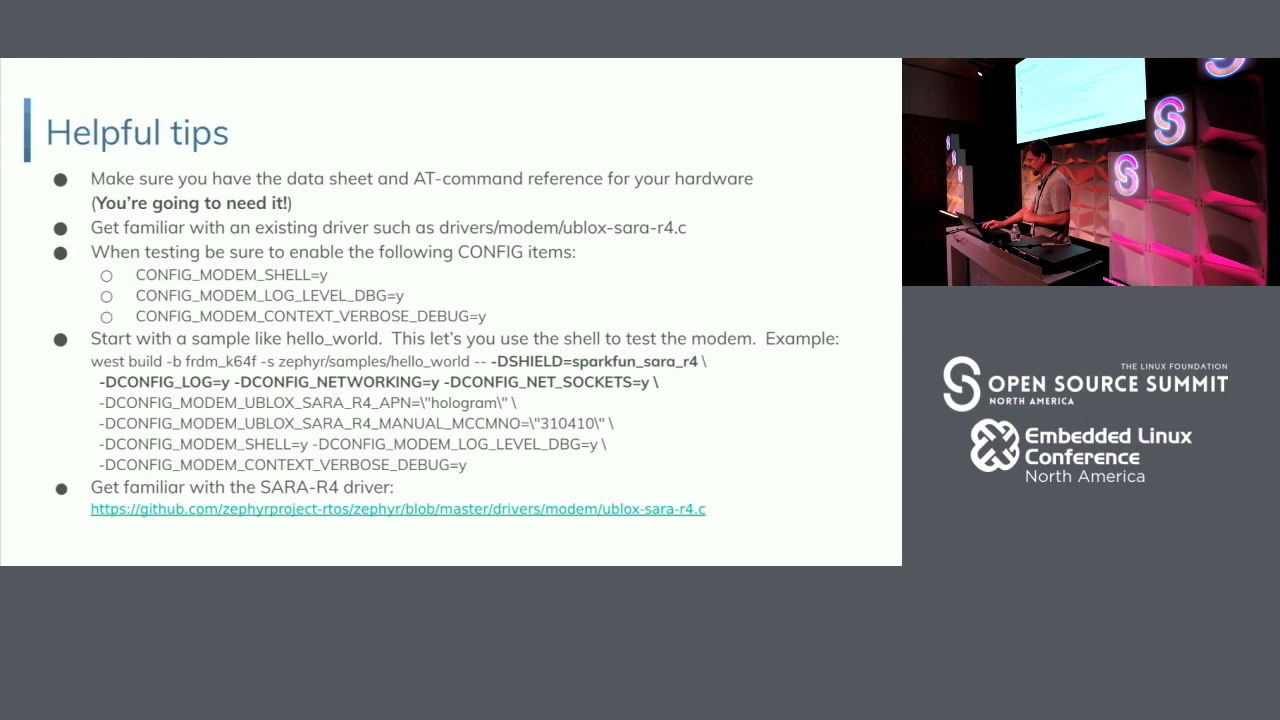 Helpful tips
● Make sure you have the data sheet and AT-command reference for your hardware
(You're going to need it!)
● Get familiar with an existing driver such as drivers/modem/ublox-sara-r4.c
● When testing be sure to enable the following CONFIG items:
○ CONFIG_MODEM_SHELL=y
○ CONFIG_MODEM_LOG_LEVEL_DBG=y
○ CONFIG_MODEM_CONTEXT_VERBOSE_DEBUG=y
● Start with a sample like hello_world. This let's you use the shell to test the modem. Example:
west build -b frdm_k64f -s zephyr/samples/hello_world -- -DSHIELD=sparkfun_sara_r4 \
-DCONFIG_LOG=y -DCONFIG_NETWORKING=y -DCONFIG_NET_SOCKETS=y \
-DCONFIG_MODEM_UBLOX_SARA_R4_APN=\"hologram\" \
-DCONFIG_MODEM_UBLOX_SARA_R4_MANUAL_MCCMNO=\"310410\" \
-DCONFIG_MODEM_SHELL=y -DCONFIG_MODEM_LOG_LEVEL_DBG=y \
-DCONFIG_MODEM_CONTEXT_VERBOSE_DEBUG=y
● Get familiar with the SARA-R4 driver:
https://github.com/zephyrproject-rtos/zephyr/blob/master/drivers/modem/ublox-sara-r4.c
THE LINUX FOUNDATION
OPEN SOURCE SUMMIT
NORTH AMERICA
Embedded Linux
Conference
North America